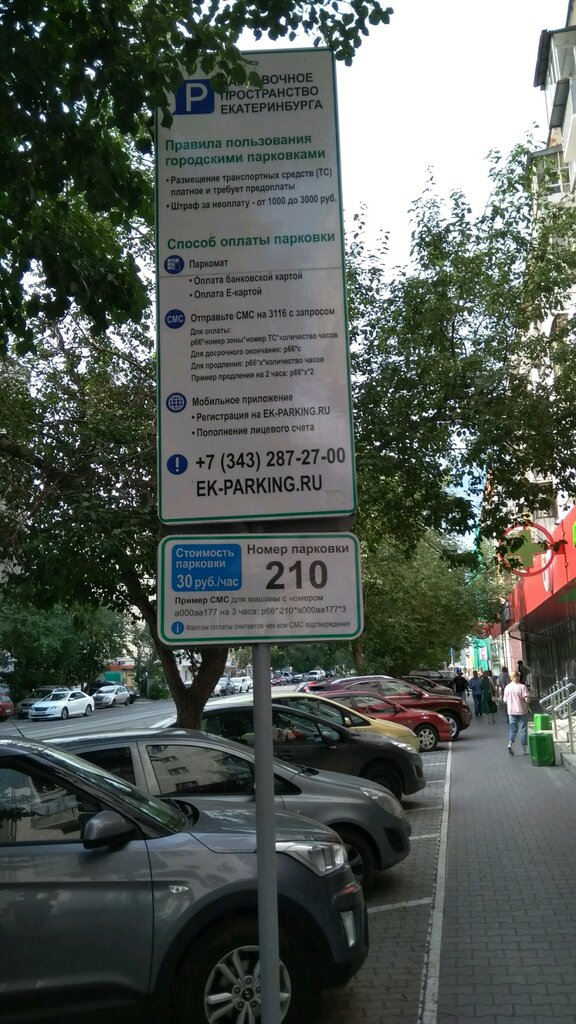 P
ПРОСТРАНСТВО
ЕКАТЕРИНБУРГА
Правила пользования
городскими парковками
• Размещение транспортных средств (ТС)
платное и требует предоплаты
• Штраф за неоплату - от 1000 до 3000 руб.
Способ оплаты парковки
Паркомат
• Оплата банковской картой
• Оплата Е-картой
СМС Отправьте СМС на 3116 с запросом
Для оплаты:
р66*номер зоны*номер ТС*количество часов
Для досрочного окончания: р66*с
Для продления: р66*х*количество часов
Пример продления на 2 часа: р66*х*2
Мобильное приложение
• Регистрация на EK-PARKING.RU
• Пополнение лицевого счета
! +7 (343) 287-27-00
EK-PARKING.RU
Стоимость
парковки
30 руб./час
Номер парковки
210
Пример СМС для машины с номером
а000аа177 на 3 часа: р66*210*а000аа177*3
i Фактом оплаты считается чек или СМС подтверждение